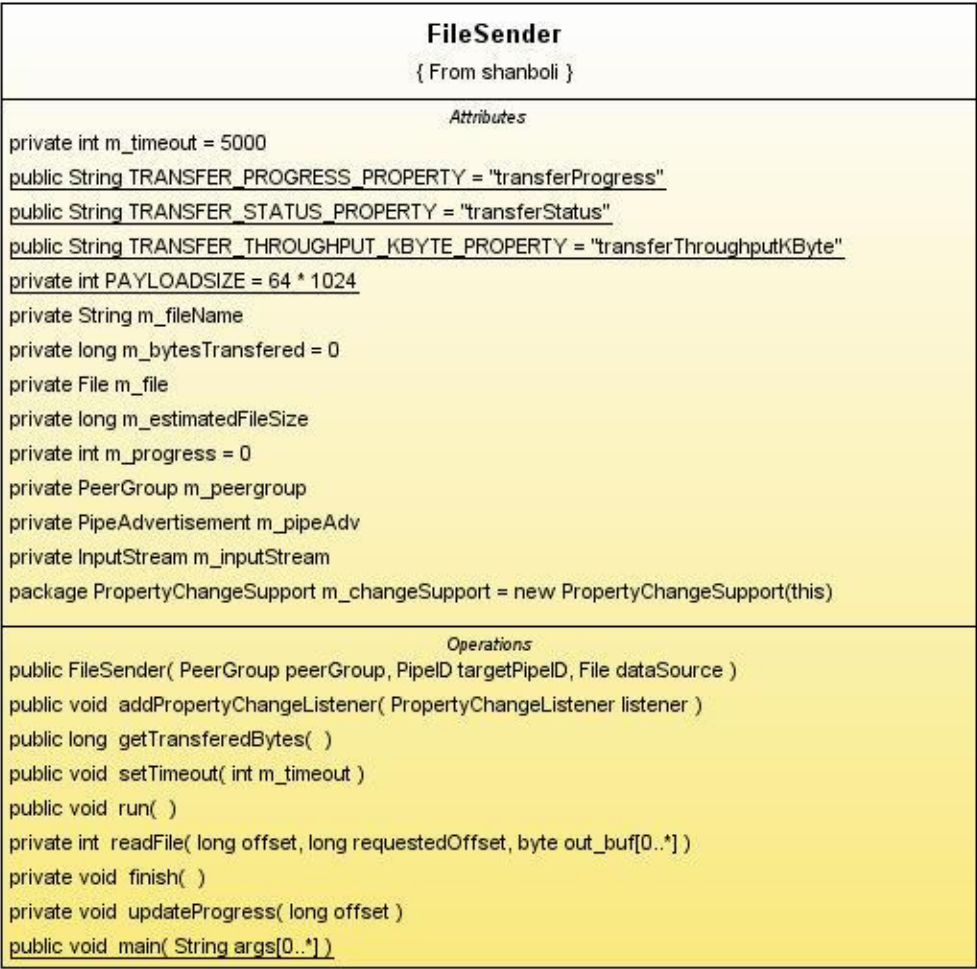 FileSender
{ From shanboli }
Attributes
private int m_timeout = 5000
public String TRANSFER_PROGRESS_PROPERTY = "transferProgress"
public String TRANSFER_STATUS_PROPERTY = "transferStatus"
public String TRANSFER_THROUGHPUT_KBYTE_PROPERTY = "transferThroughputKByte"
private int PAYLOADSIZE = 64 * 1024
private String m_fileName
private long m_bytesTransfered = 0
private File m_file
private long m_estimatedFileSize
private int m_progress = 0
private PeerGroup m_peergroup
private PipeAdvertisement m_pipeAdv
private InputStream m_inputStream
package PropertyChangeSupport m_changeSupport = new PropertyChangeSupport(this)
Operations
public FileSender( PeerGroup peerGroup, PipeID targetPipeID, File dataSource )
public void addPropertyChangeListener( PropertyChangeListener listener )
public long getTransferedBytes( )
public void setTimeout( int m_timeout )
public void run( )
private int readFile( long offset, long requestedOffset, byte out_buf[0..*] )
private void finish( )
private void updateProgress( long offset )
public void main( String args[0..*] )